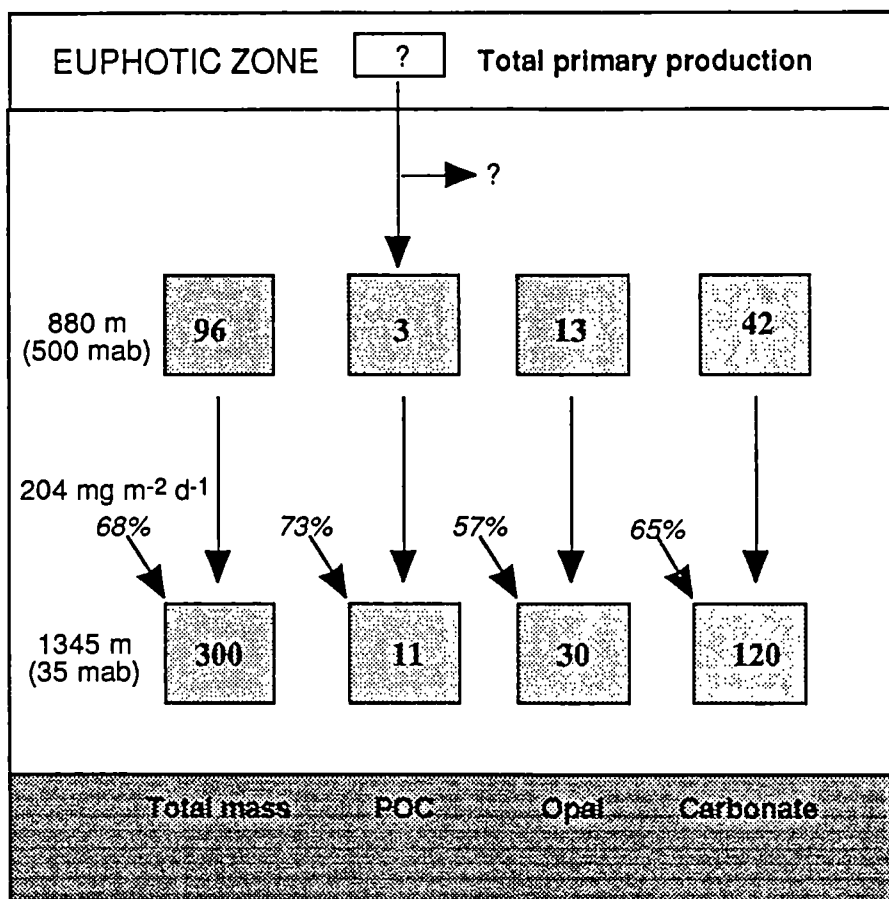 EUPHOTIC ZONE ? Total primary production
?
880 m
(500 mab)
96 3 13 42
204 mg m-2 d-1
68% 73% 57% 65%
1345 m
(35 mab)
300 11 30 120
Total mass POC Opal Carbonate